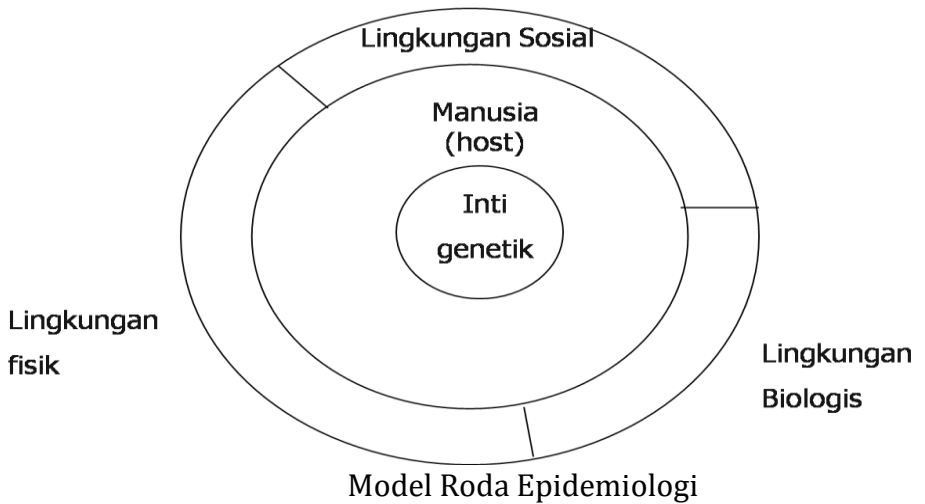 Lingkungan Sosial
Manusia
(host)
Inti
genetik
Lingkungan
fisik
Lingkungan
Biologis
Model Roda Epidemiologi